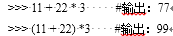 >>> 11 + 22 * 3 #输出：77
>>> (11 + 22) *3 #输出：99